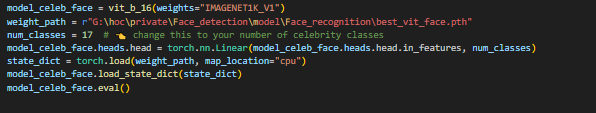 model_celeb_face = vit_b_16(weights="IMAGENET1K_V1")
weight_path = r"G:\hoc\private\Face_detection\model\Face_recognition\best_vit_face.pth"
num_classes = 17  # 👈 change this to your number of celebrity classes
model_celeb_face.heads.head = torch.nn.Linear(model_celeb_face.heads.head.in_features, num_classes)
state_dict = torch.load(weight_path, map_location="cpu")
model_celeb_face.load_state_dict(state_dict)
model_celeb_face.eval()